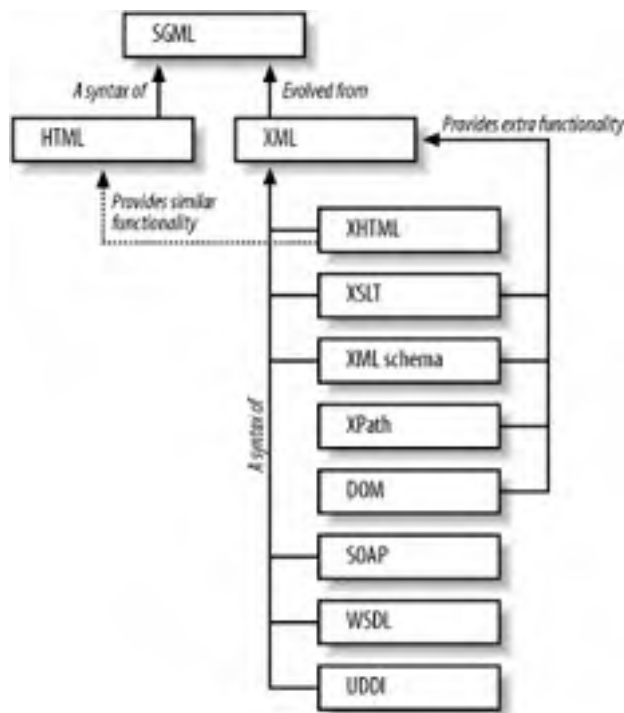 SGML
A syntax of
Evolved from
Provides extra functionality
HTML
XML
Provides similar
functionality
XHTML
XSLT
XML schema
A syntax of
XPath
DOM
SOAP
WSDL
UDDI